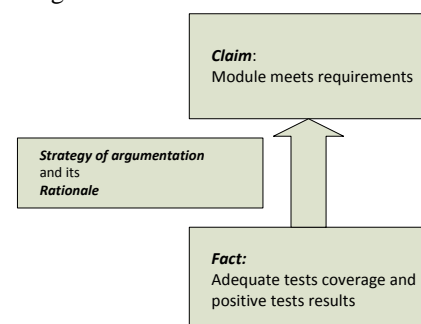 Claim:
Module meets requirements
Strategy of argumentation
and its
Rationale
Fact:
Adequate tests coverage and
positive tests results